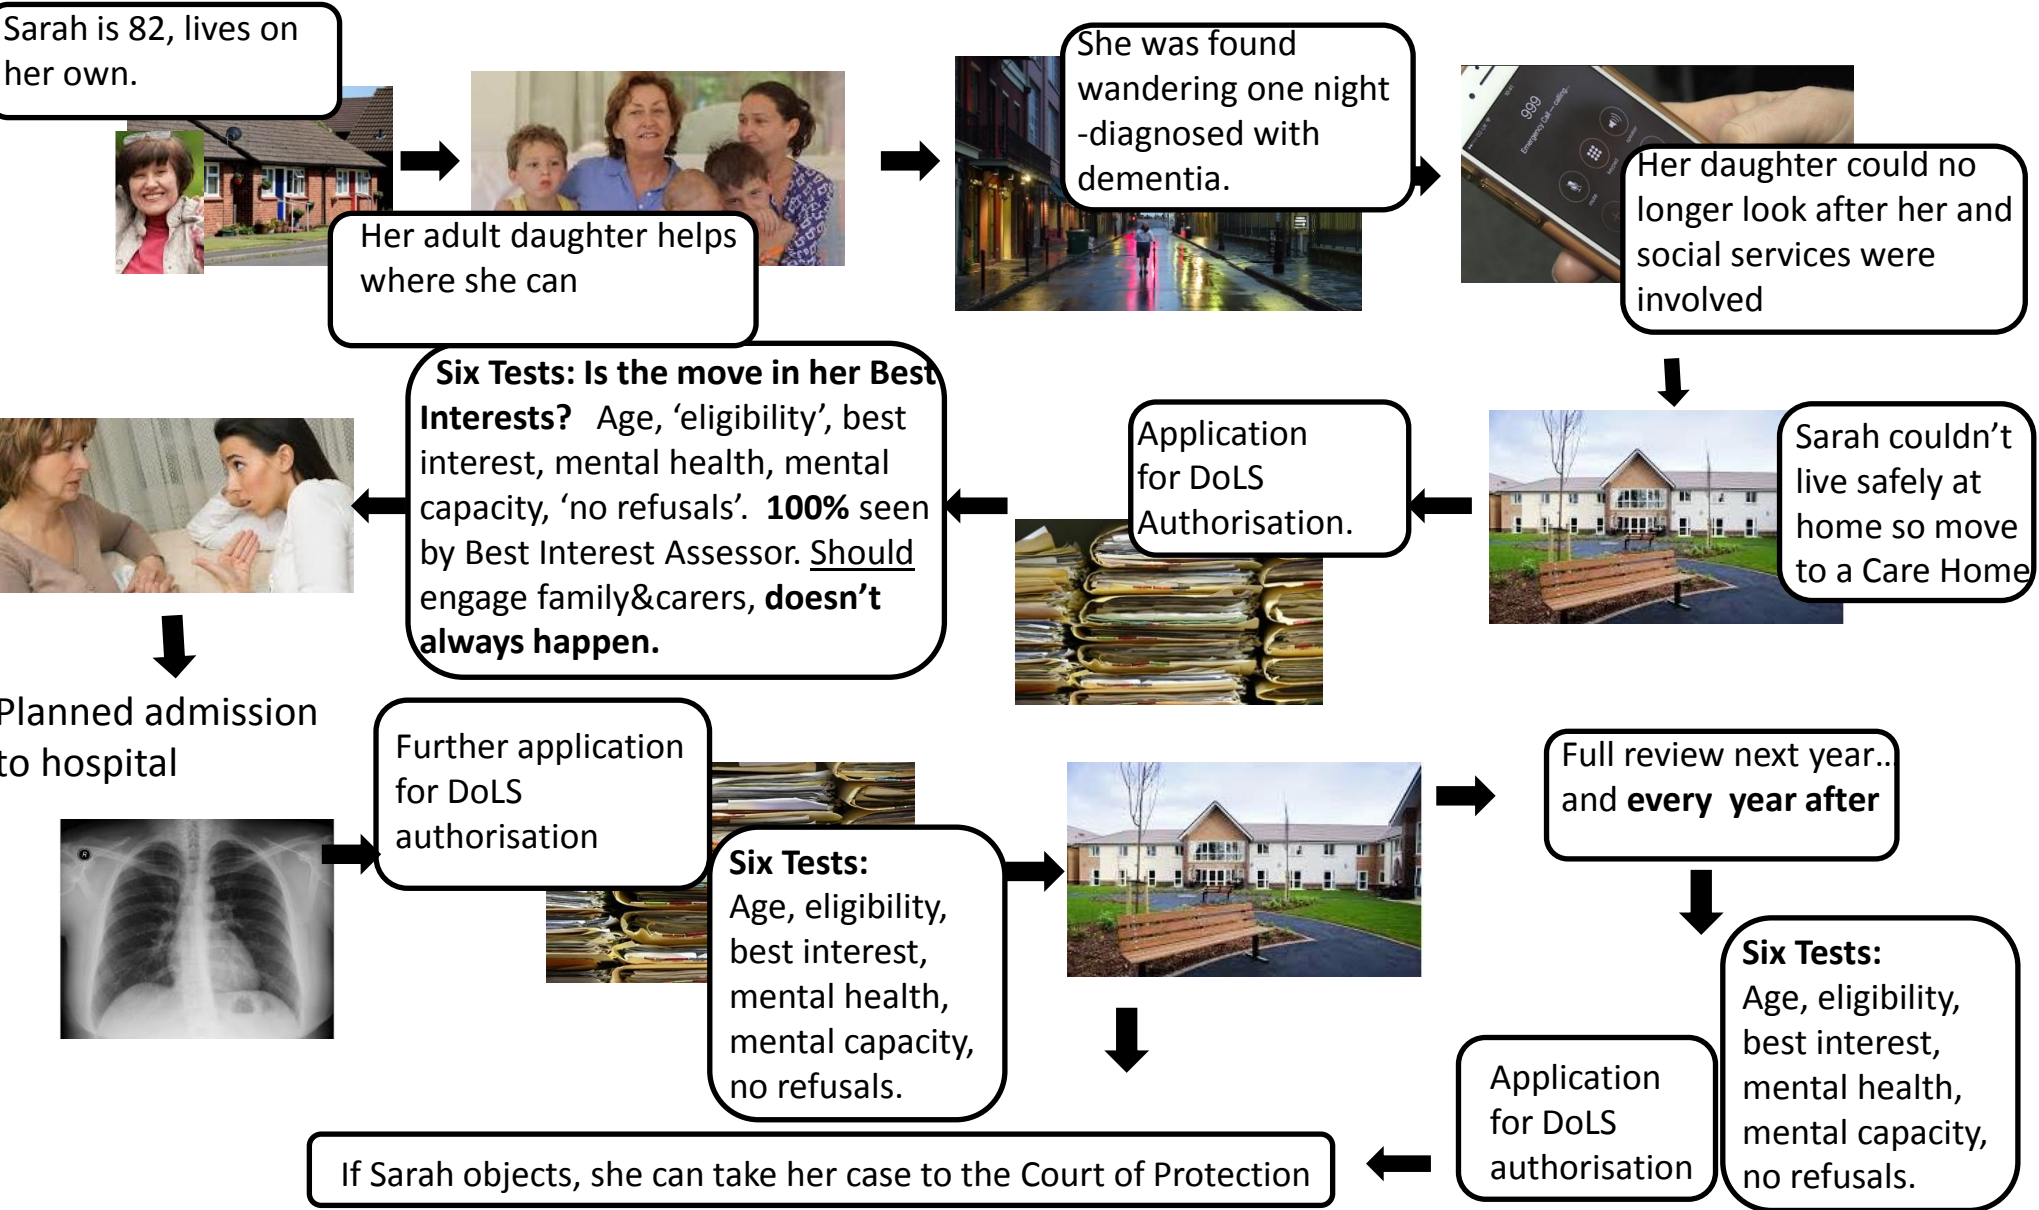 Sarah is 82, lives on
her own.
Her adult daughter helps
where she can
She was found
wandering one night
-diagnosed with
dementia.
999
Emergency Call — calling...
Her daughter could no
longer look after her and
social services were
involved
Sarah couldn't
live safely at
home so move
to a Care Home
Application
for DoLS
Authorisation.
Six Tests: Is the move in her Best
Interests? Age, 'eligibility', best
interest, mental health, mental
capacity, 'no refusals'. 100% seen
by Best Interest Assessor. Should
engage family&carers, doesn't
always happen.
Planned admission
to hospital
R
Further application
for DoLS
authorisation
Six Tests:
Age, eligibility,
best interest,
mental health,
mental capacity,
no refusals.
Full review next year...
and every year after
Six Tests:
Age, eligibility,
best interest,
mental health,
mental capacity,
no refusals.
Application
for DoLS
authorisation
If Sarah objects, she can take her case to the Court of Protection